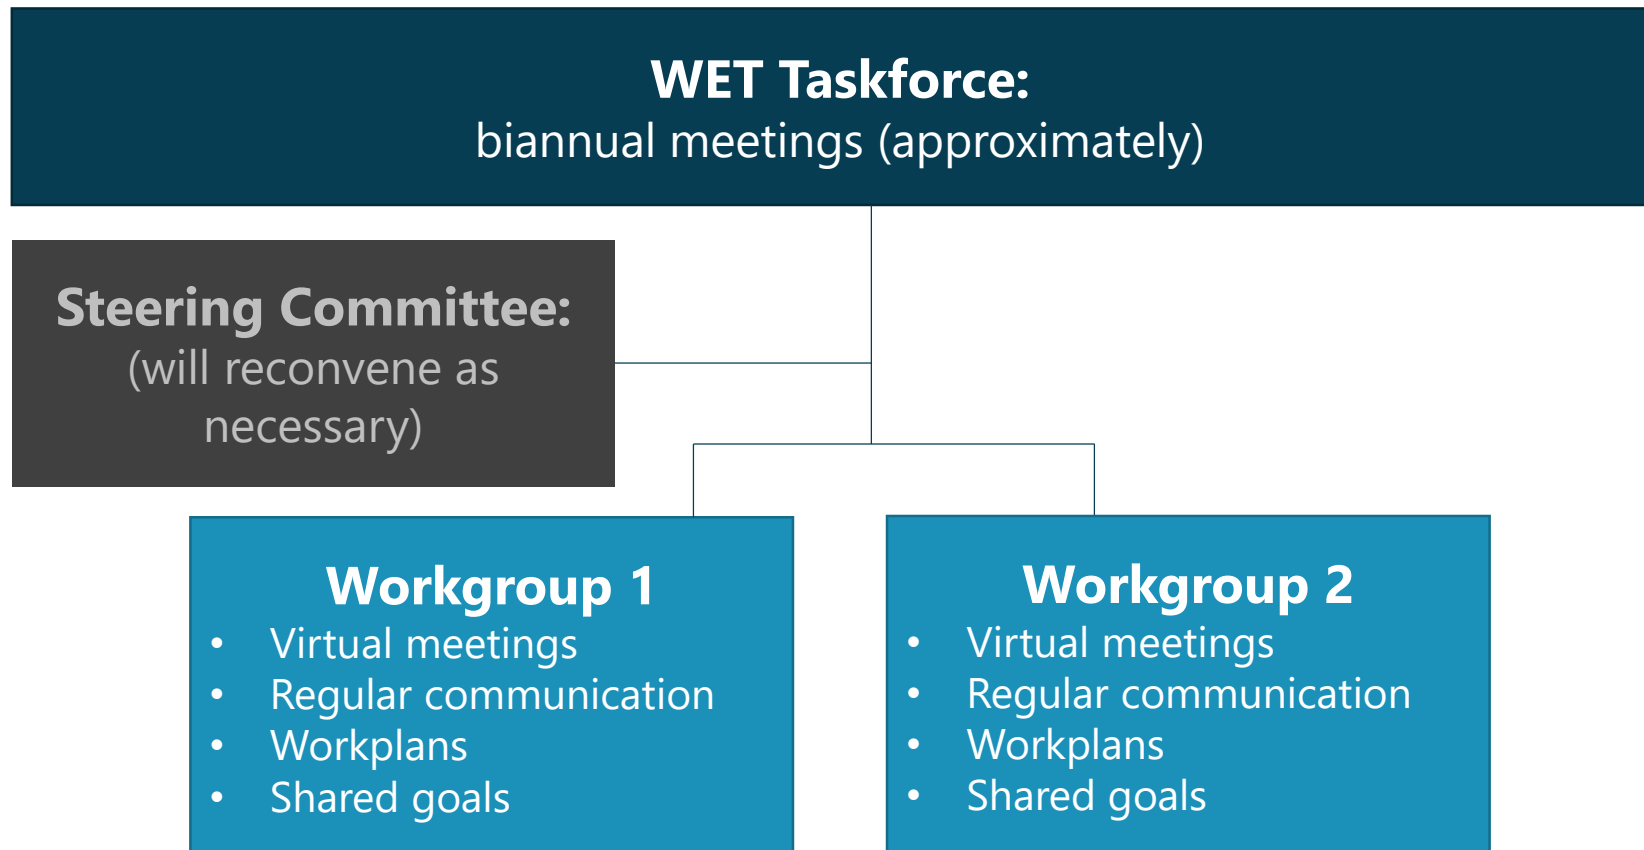 WET Taskforce:
biannual meetings (approximately)
Steering Committee:
(will reconvene as
necessary)
Workgroup 1
• Virtual meetings
• Regular communication
• Workplans
• Shared goals
Workgroup 2
• Virtual meetings
• Regular communication
• Workplans
• Shared goals